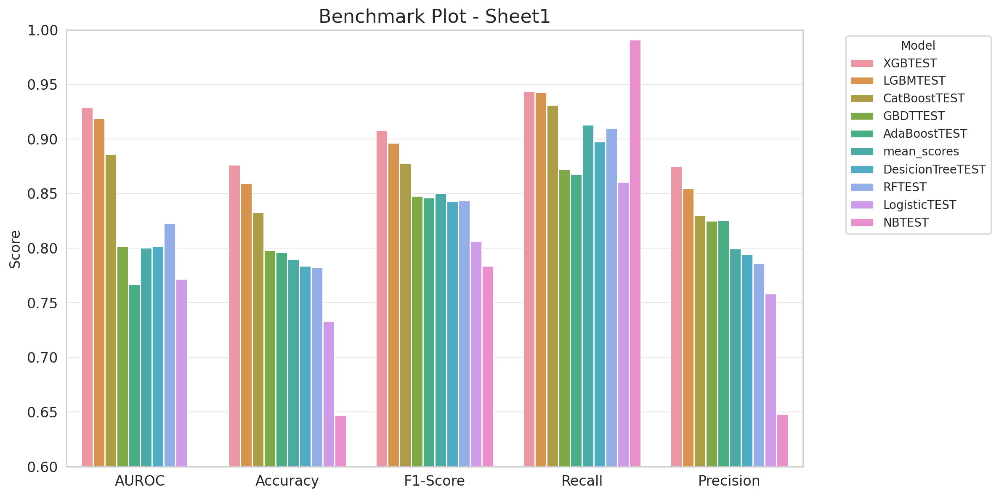 Benchmark Plot - Sheet1
1.00
0.95
0.90
0.85
0.80
0.75
0.70
0.65
0.60
Score
AUROC
Accuracy
F1-Score
Recall
Precision
Model
XGBTEST
LGBMTEST
CatBoostTEST
GBDTTEST
AdaBoostTEST
mean_scores
DesicionTreeTEST
RFTEST
LogisticTEST
NBTEST